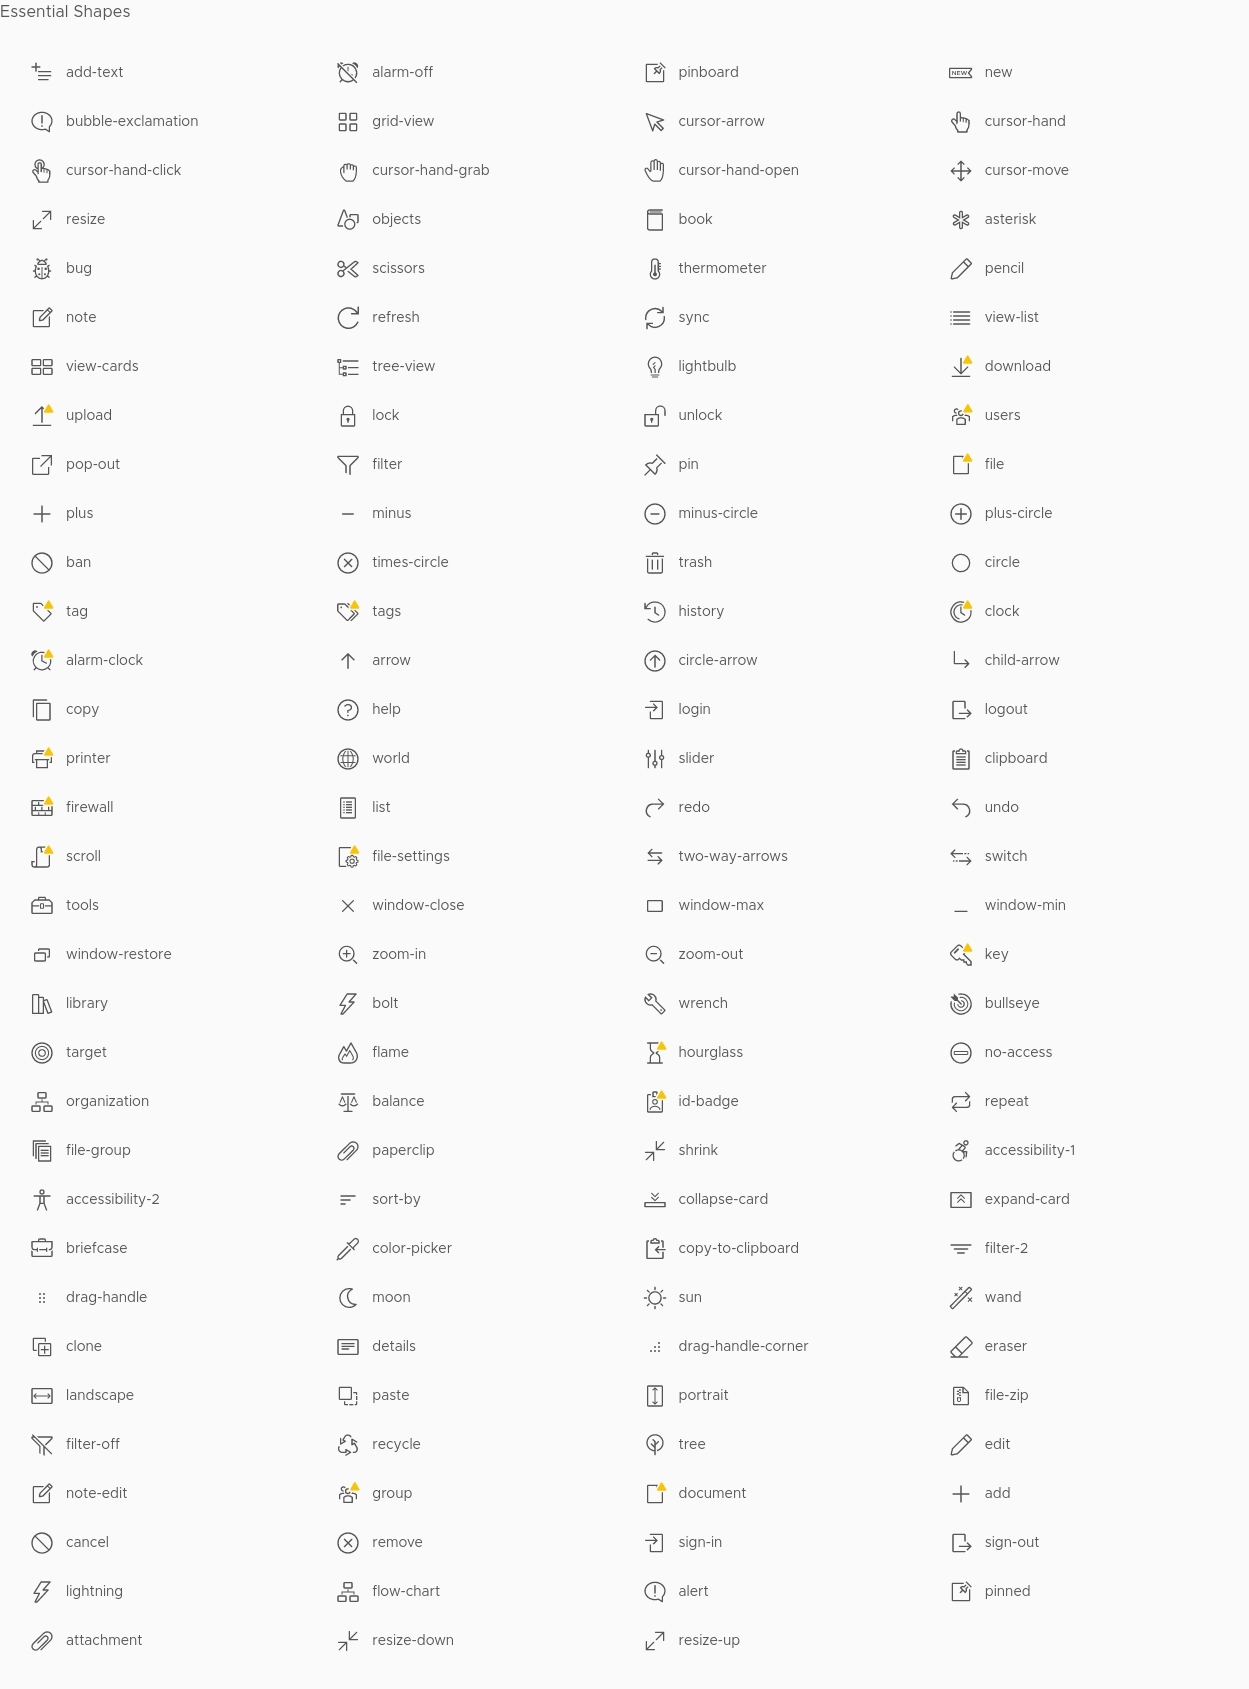 Essential Shapes
add-text alarm-off pinboard NEW new
bubble-exclamation grid-view cursor-arrow cursor-hand
cursor-hand-click cursor-hand-grab cursor-hand-open cursor-move
resize objects book asterisk
bug scissors thermometer pencil
note refresh sync view-list
view-cards tree-view lightbulb download
upload lock unlock users
pop-out filter pin file
plus minus minus-circle plus-circle
ban times-circle trash circle
tag tags history clock
alarm-clock arrow circle-arrow child-arrow
copy help login logout
printer world slider clipboard
firewall list redo undo
scroll file-settings two-way-arrows switch
tools window-close window-max window-min
window-restore zoom-in zoom-out key
library bolt wrench bullseye
target flame hourglass no-access
organization balance id-badge repeat
file-group paperclip shrink accessibility-1
accessibility-2 sort-by collapse-card expand-card
briefcase color-picker copy-to-clipboard filter-2
drag-handle moon sun wand
clone details drag-handle-corner eraser
landscape paste portrait file-zip
filter-off recycle tree edit
note-edit group document add
cancel remove sign-in sign-out
lightning flow-chart alert pinned
attachment resize-down resize-up